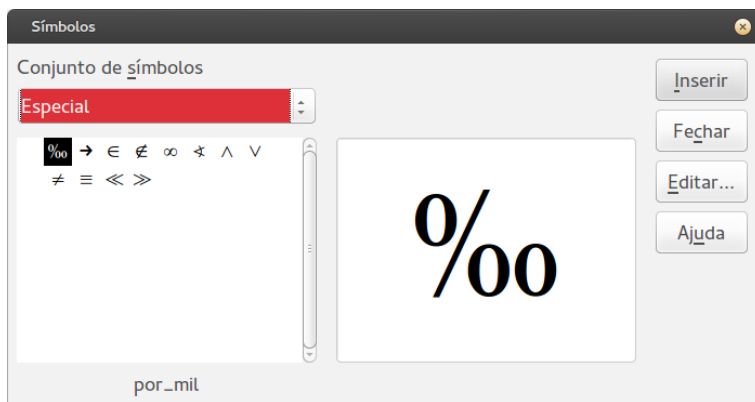 Símbolos
Conjunto de símbolos
Especial
‰ → ∈ ∉ ∞ ∢ ∧ ∨
≠ ≡ ≪ ≫
‰
por_mil
Inserir
Fechar
Editar...
Ajuda